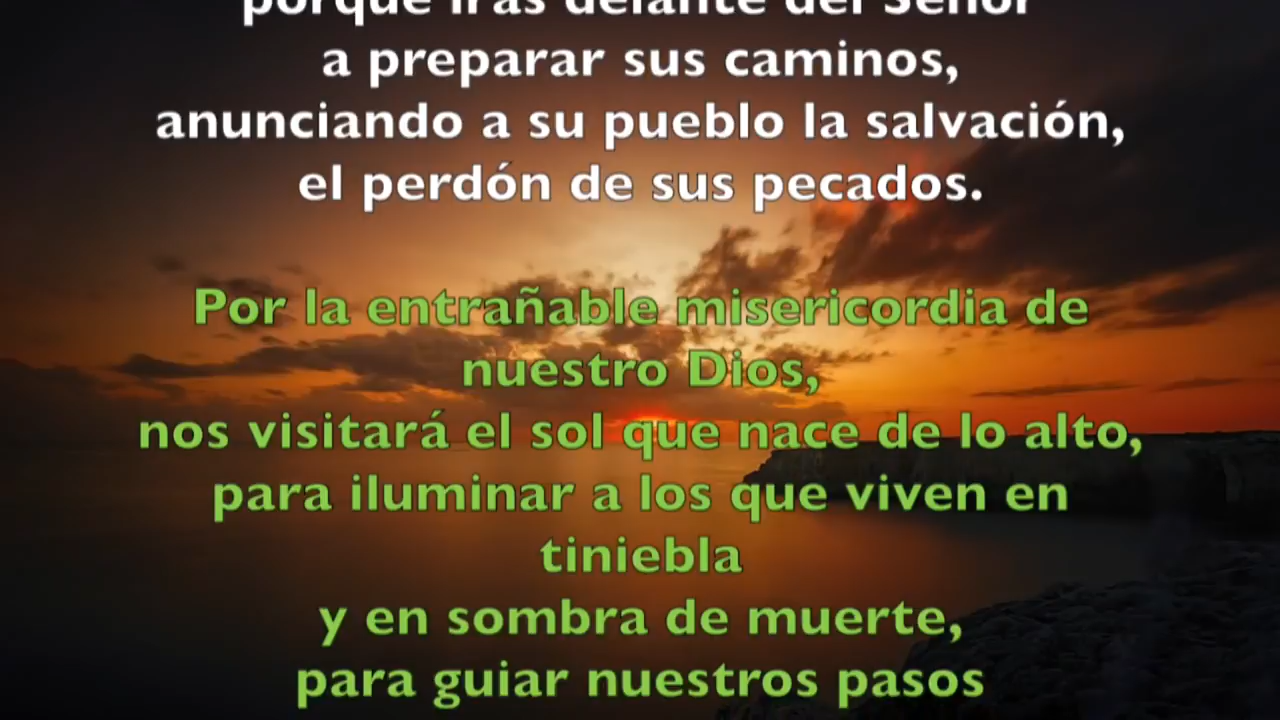 porque irás delante del Señor
a preparar sus caminos,
anunciando a su pueblo la salvación,
el perdón de sus pecados.
Por la entrañable misericordia de
nuestro Dios,
nos visitará el sol que nace de lo alto,
para iluminar a los que viven en
tiniebla
y en sombra de muerte,
para guiar nuestros pasos